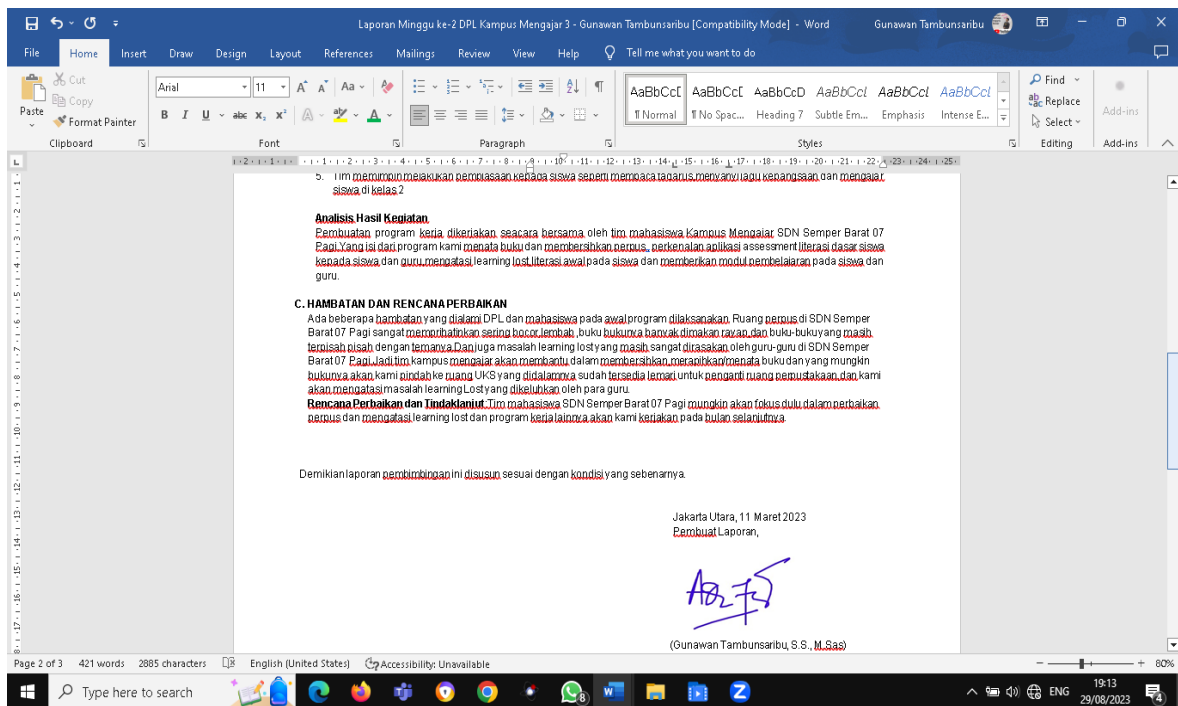 Laporan Minggu ke-2 DPL Kampus Mengajar 3 - Gunawan Tambunsaribu [Compatibility Mode] - Word
Gunawan Tambunsaribu
File Home Insert Draw Design Layout References Mailings Review View Help Tell me what you want to do
Paste
Cut
Copy
Format Painter
Arial 11
AaBbCcD AaBbCcD AaBbCcD AaBbCcL AaBbCcL AaBbCcL
¶ Normal ¶ No Spac... Heading 7 Subtle Em... Emphasis Intense E...
Find
Replace
Select
Add-ins
Clipboard Font Paragraph Styles Editing Add-ins
5. Tim memimpin melakukan pembiasaan kepada siswa seperti membaca tadarus,menyanyi lagu kebangsaan dan mengajar
siswa di kelas 2
Analisis Hasil Kegiatan
Pembuatan program kerja dikerjakan seacara bersama oleh tim mahasiswa Kampus Mengajar SDN Semper Barat 07
Pagi.Yang isi dari program kami menata buku dan membersihkan perpus, perkenalan aplikasi assessment literasi dasar siswa
kepada siswa dan guru,mengatasi learning lost,literasi awal pada siswa dan memberikan modul pembelajaran pada siswa dan
guru.
C. HAMBATAN DAN RENCANA PERBAIKAN
Ada beberapa hambatan yang dialami DPL dan mahasiswa pada awal program dilaksanakan. Ruang perpus di SDN Semper
Barat 07 Pagi sangat memprihatinkan sering bocor,lembab ,buku bukunya banyak dimakan rayap,dan buku-bukuyang masih
terpisah pisah dengan temanya.Dan juga masalah learning lost yang masih sangat dirasakan oleh guru-guru di SDN Semper
Barat 07 Pagi.Jadi tim kampus mengajar akan membantu dalam membersihkan,merapihkan/menata buku dan yang mungkin
bukunya akan kami pindah ke ruang UKS yang didalamnya sudah tersedia lemari untuk penganti ruang perpustakaan,dan kami
akan mengatasi masalah learning Lost yang dikeluhkan oleh para guru.
Rencana Perbaikan dan Tindaklanjut:Tim mahasiswa SDN Semper Barat 07 Pagi mungkin akan fokus dulu dalam perbaikan
perpus dan mengatasi learning lost dan program kerja lainnya akan kami kerjakan pada bulan selanjutnya.
Demikian laporan pembimbingan ini disusun sesuai dengan kondisi yang sebenarnya.
Jakarta Utara, 11 Maret 2023
Pembuat Laporan,
(Gunawan Tambunsaribu, S.S., M.Sas)
Page 2 of 3 421 words 2885 characters English (United States) Accessibility: Unavailable 80%
Type here to search
ENG
19:13
29/08/2023